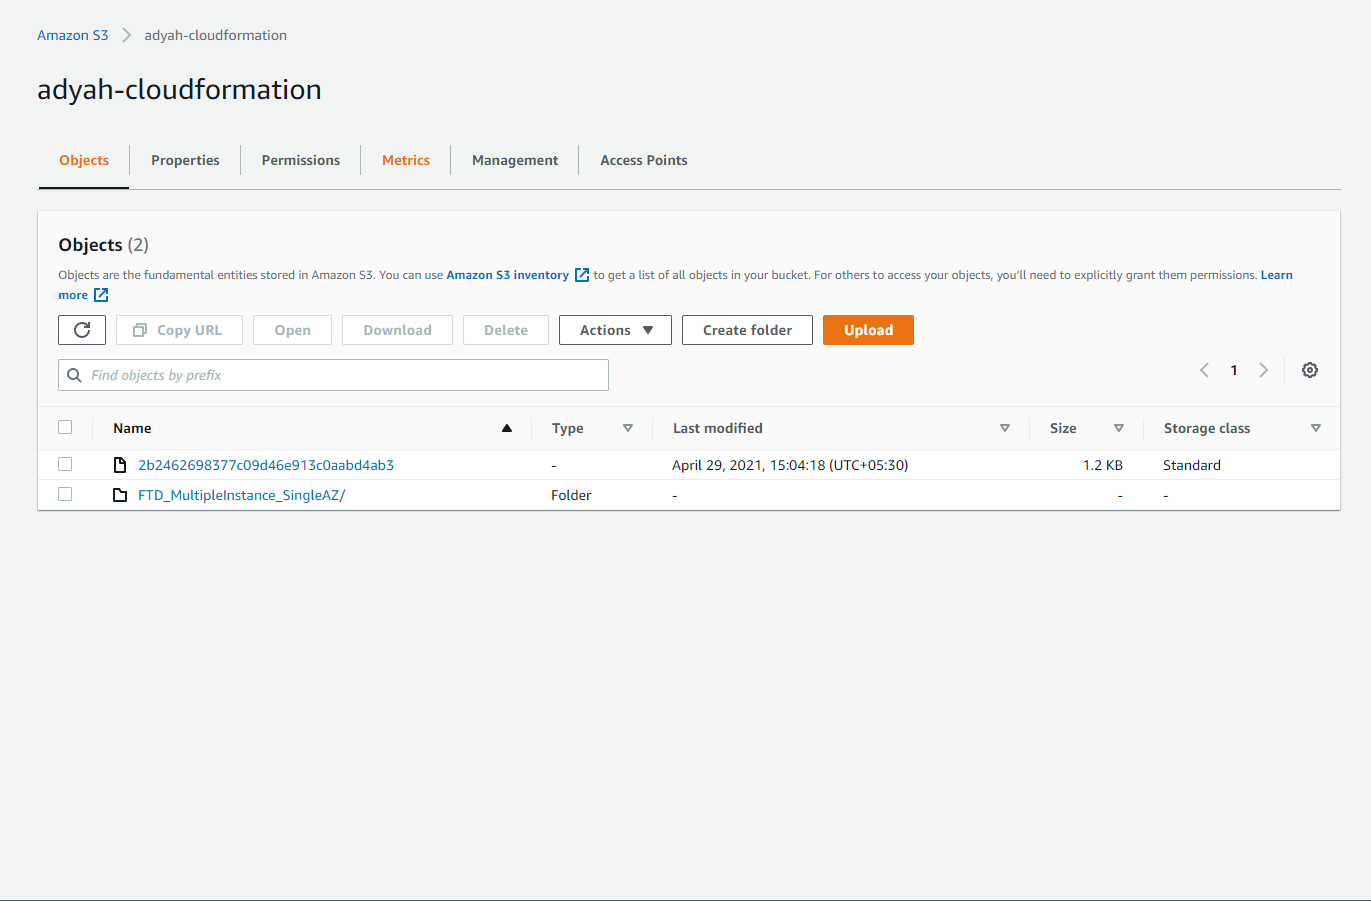 Amazon S3 > adyah-cloudformation
adyah-cloudformation
Objects Properties Permissions Metrics Management Access Points
Objects (2)
Objects are the fundamental entities stored in Amazon S3. You can use Amazon S3 inventory to get a list of all objects in your bucket. For others to access your objects, you'll need to explicitly grant them permissions. Learn
more
Copy URL Open Download Delete Actions Create folder Upload
Find objects by prefix
1
Name Type Last modified Size Storage class
2b2462698377c09d46e913c0aabd4ab3 - April 29, 2021, 15:04:18 (UTC+05:30) 1.2 KB Standard
FTD_MultipleInstance_SingleAZ/ Folder - - -